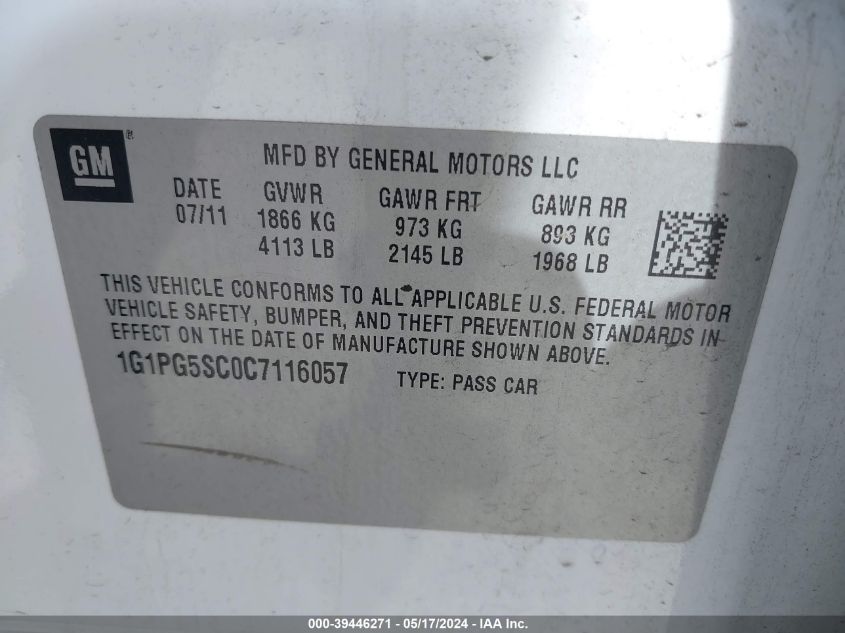 GM®
MFD BY GENERAL MOTORS LLC
DATE GVWR GAWR FRT GAWR RR
07/11 1866 KG 973 KG 893 KG
4113 LB 2145 LB 1968 LB
THIS VEHICLE CONFORMS TO ALL APPLICABLE U.S. FEDERAL MOTOR
VEHICLE SAFETY, BUMPER, AND THEFT PREVENTION STANDARDS IN
EFFECT ON THE DATE OF MANUFACTURE SHOWN ABOVE.
1G1PG5SC0C7116057 TYPE: PASS CAR
000-39446271 - 05/17/2024 - IAA Inc.